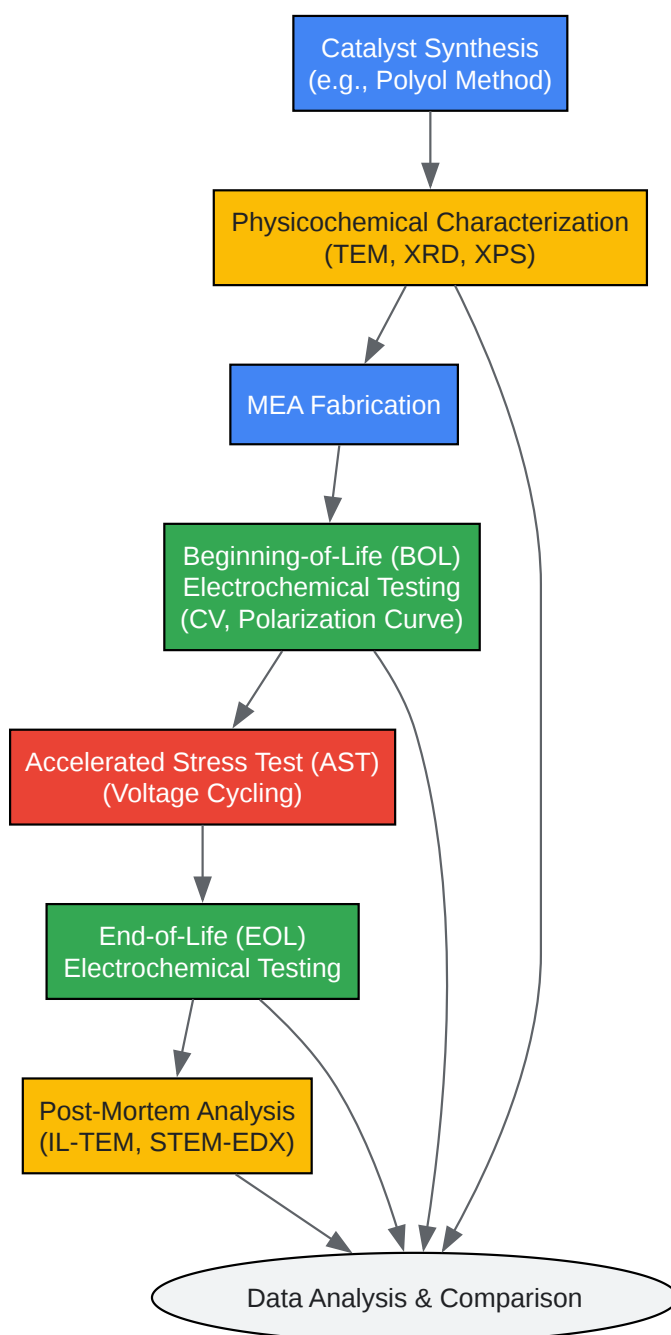 Catalyst Synthesis
(e.g., Polyol Method)
Physicochemical Characterization
(TEM, XRD, XPS)
MEA Fabrication
Beginning-of-Life (BOL)
Electrochemical Testing
(CV, Polarization Curve)
Accelerated Stress Test (AST)
(Voltage Cycling)
End-of-Life (EOL)
Electrochemical Testing
Post-Mortem Analysis
(IL-TEM, STEM-EDX)
Data Analysis & Comparison